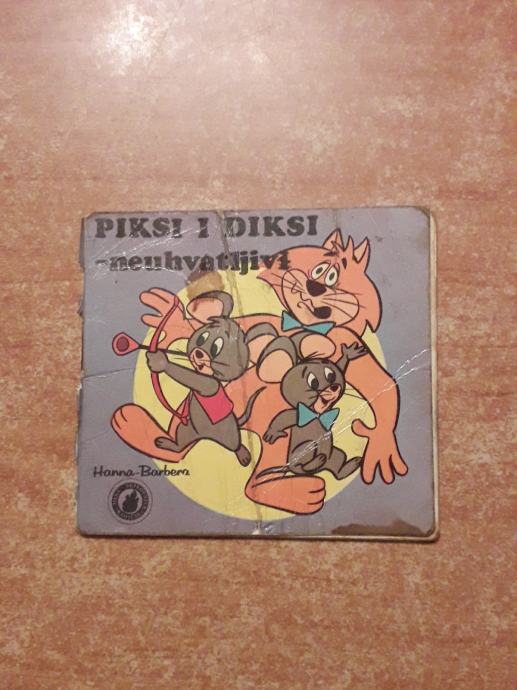 PIKSI I DIKSI
-neuhvatljivi
Hanna-Barbera